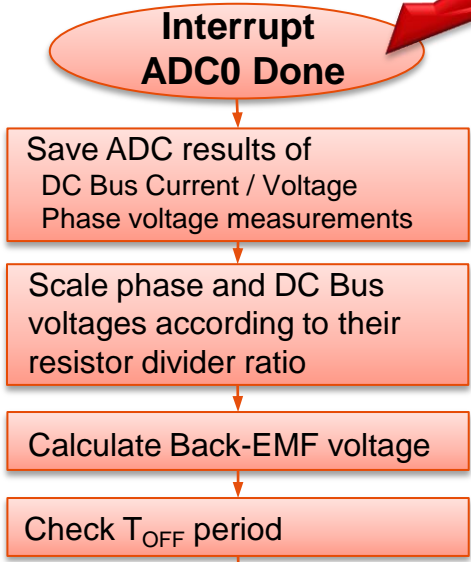 Interrupt
ADC0 Done
Save ADC results of
DC Bus Current / Voltage
Phase voltage measurements
Scale phase and DC Bus
voltages according to their
resistor divider ratio
Calculate Back-EMF voltage
Check TOFF period